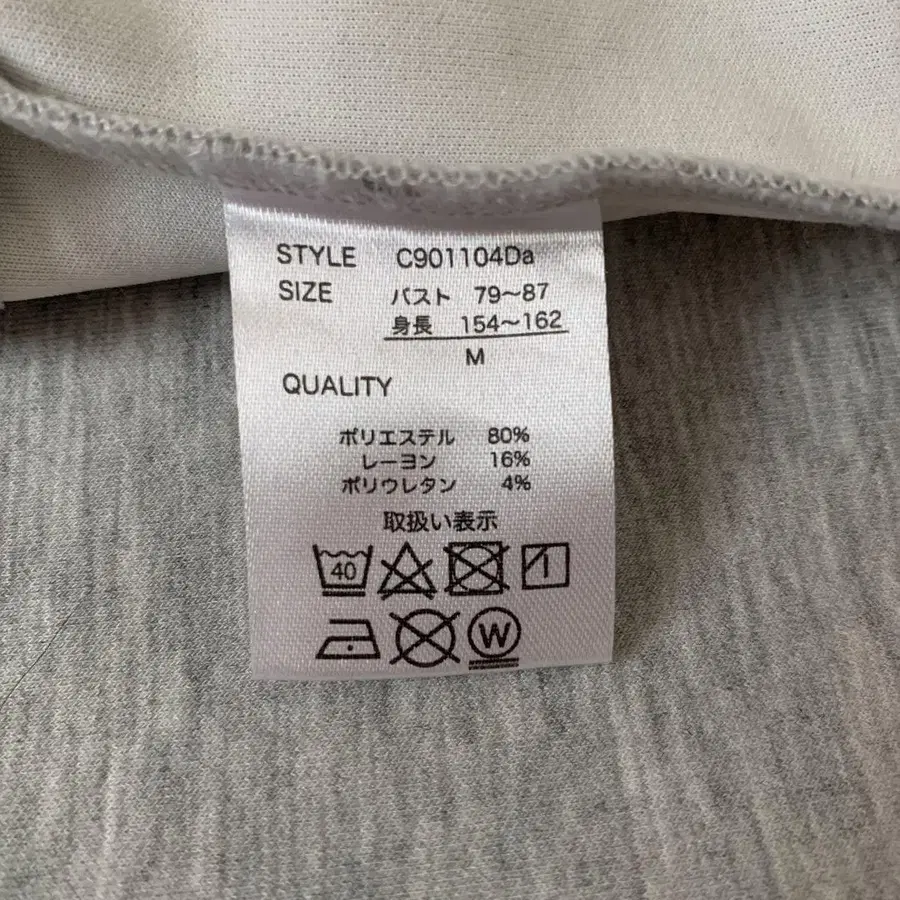 STYLE C901104Da
SIZE バスト 79〜87
身長 154〜162
M
QUALITY
ポリエステル 80%
レーヨン 16%
ポリウレタン 4%
取扱い表示
40
W